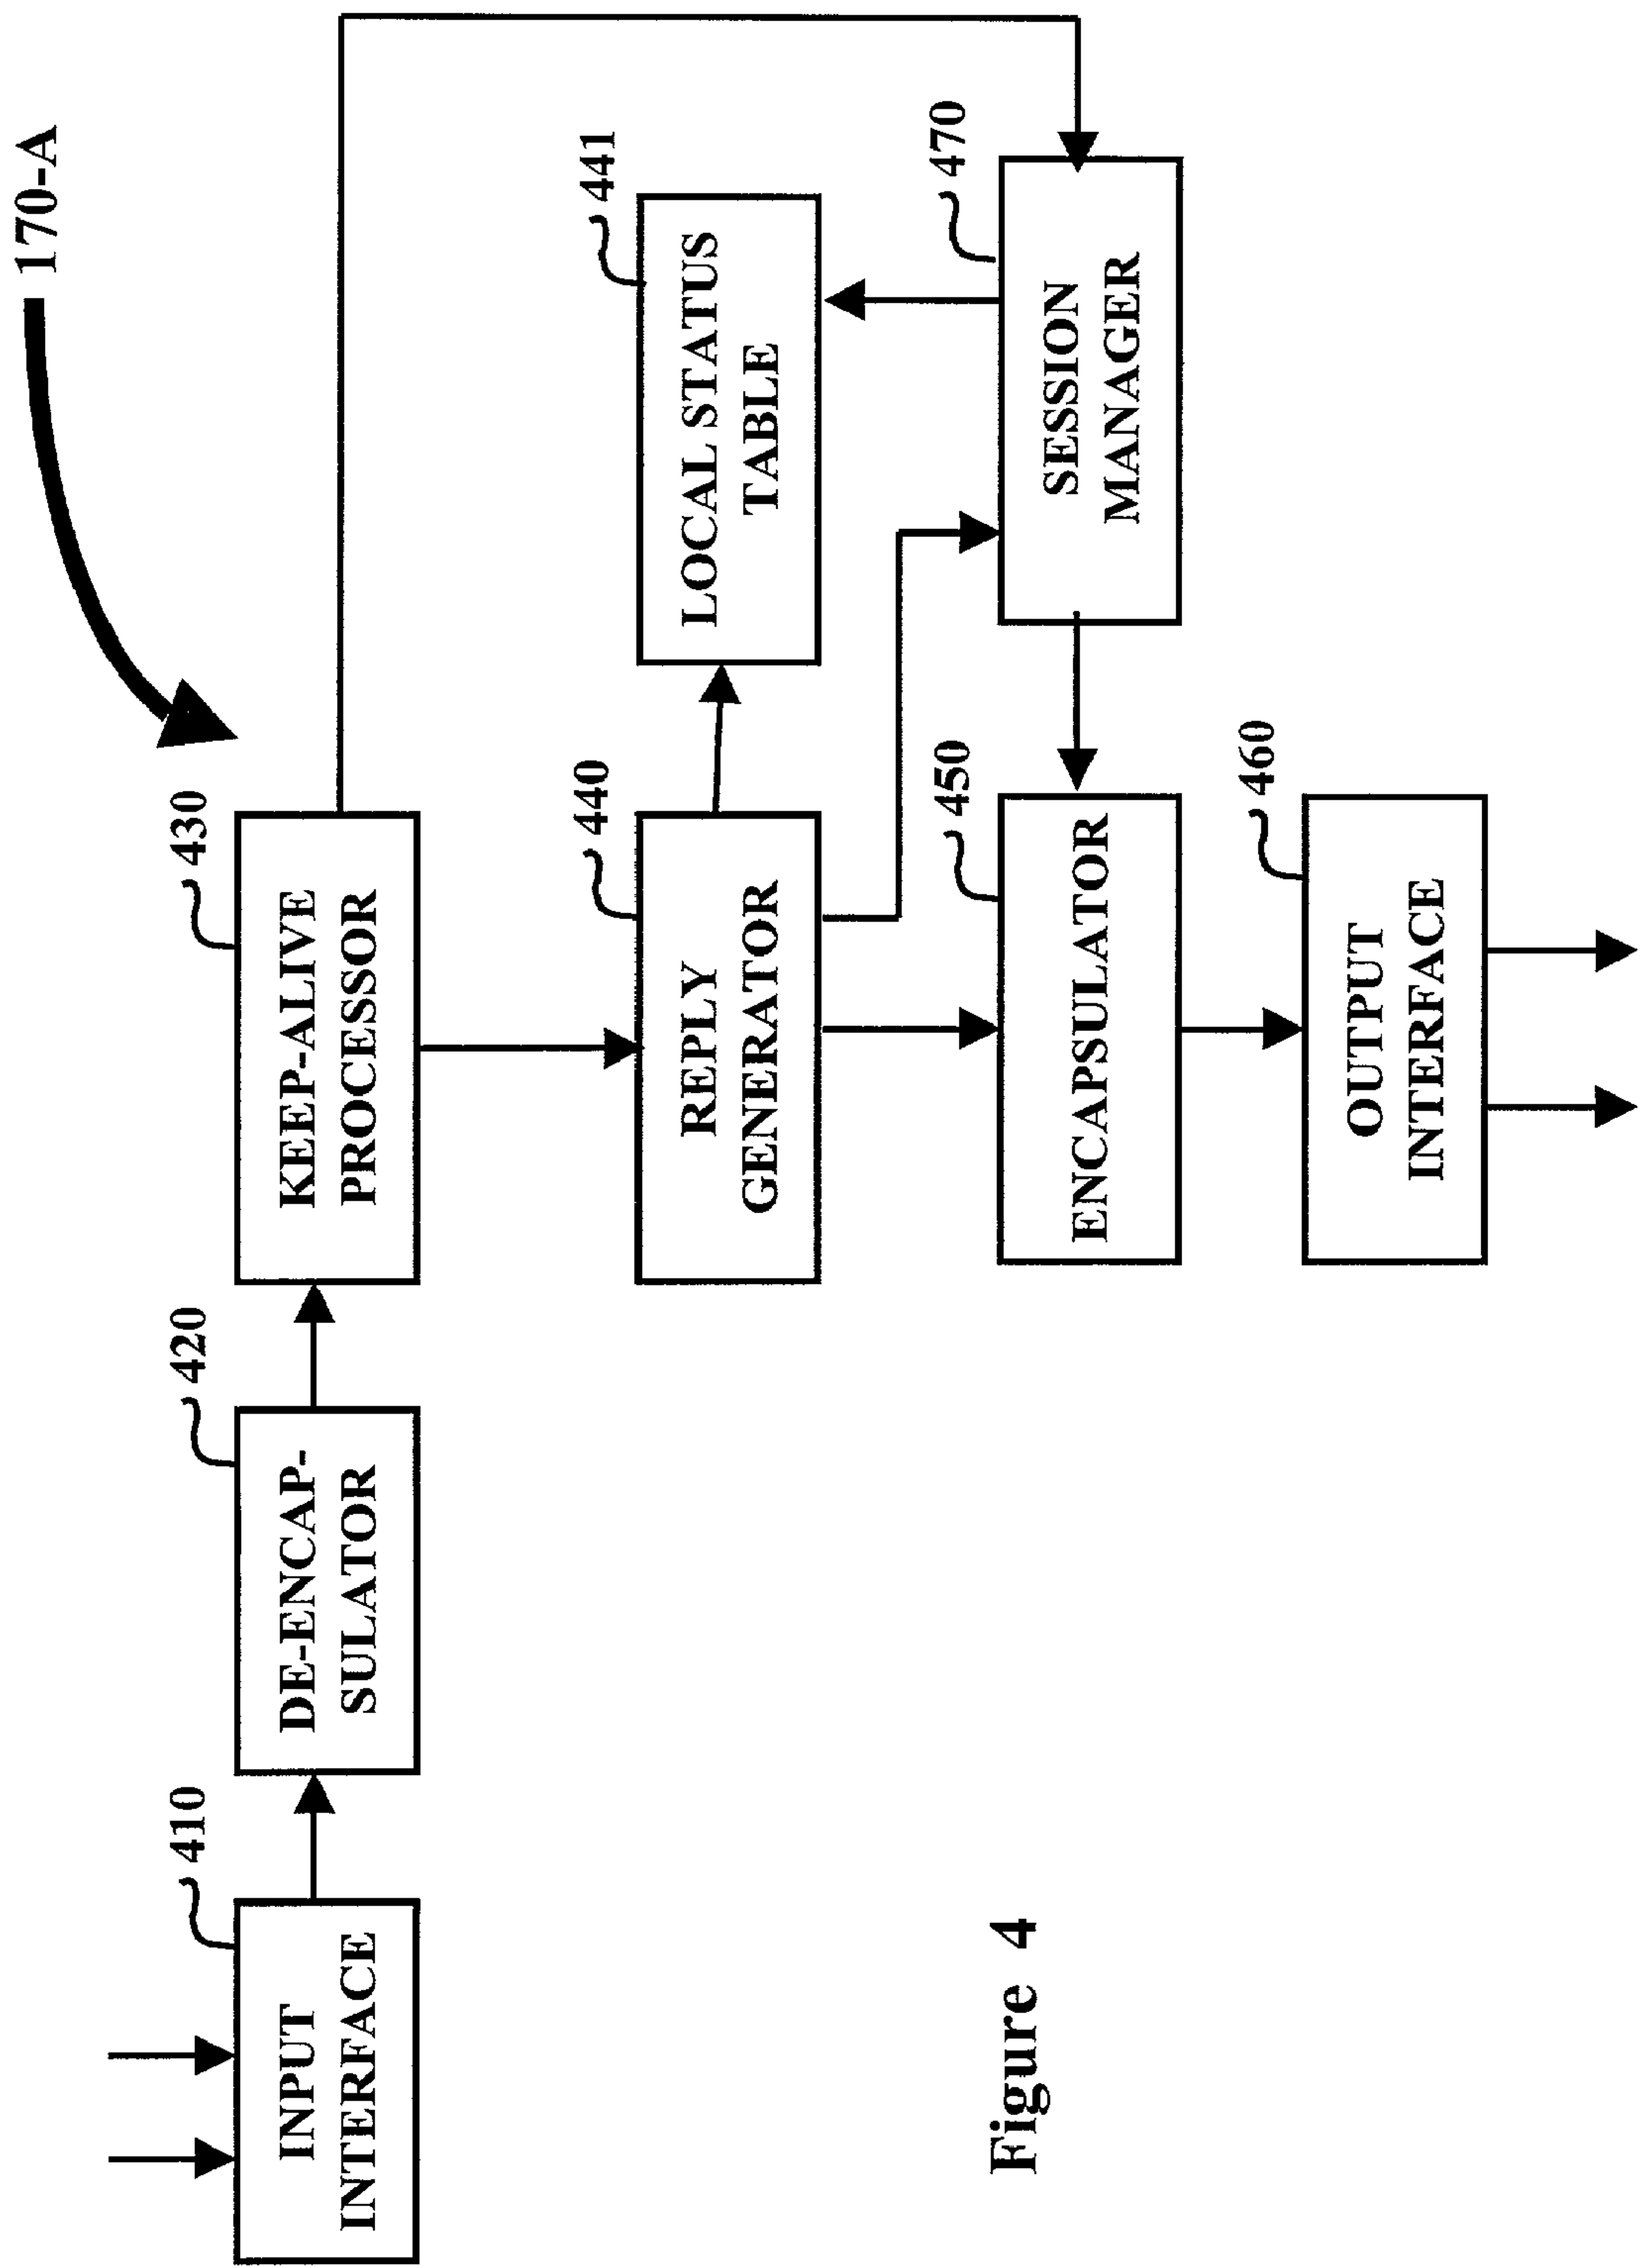 170-A
410
INPUT
INTERFACE
420
DE-ENCAP-
SULATOR
430
KEEP-ALIVE
PROCESSOR
440
REPLY
GENERATOR
441
LOCAL STATUS
TABLE
450
ENCAPSULATOR
470
SESSION
MANAGER
460
OUTPUT
INTERFACE
Figure 4